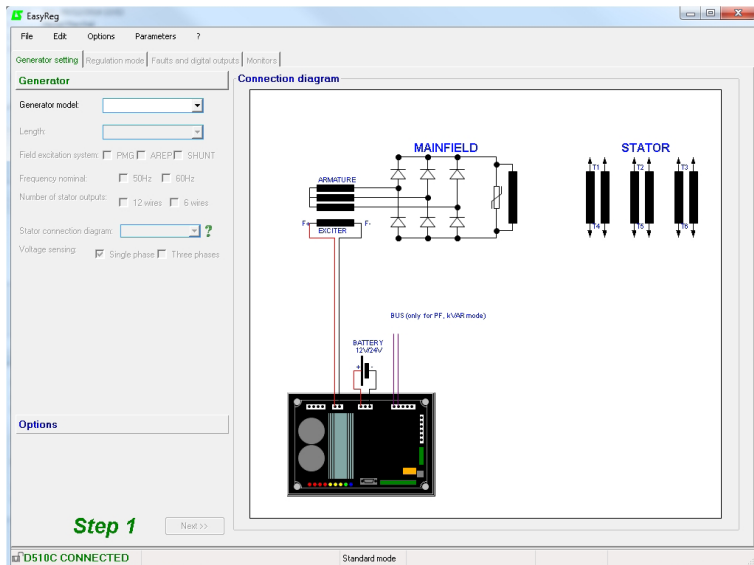 EasyReg
File Edit Options Parameters ?
Generator setting Regulation mode Faults and digital outputs Monitors
Generator
Generator model:
Length:
Field excitation system: PMG AREP SHUNT
Frequency nominal: 50Hz 60Hz
Number of stator outputs: 12 wires 6 wires
Stator connection diagram: ?
Voltage sensing: Single phase Three phases
Options
Step 1 Next >>
Connection diagram
MAINFIELD STATOR
ARMATURE
T1 T2 T3
F+ F-
EXCITER
T4 T5 T6
BUS (only for PF, kVAR mode)
BATTERY
12V/24V
+ -
D510C CONNECTED Standard mode